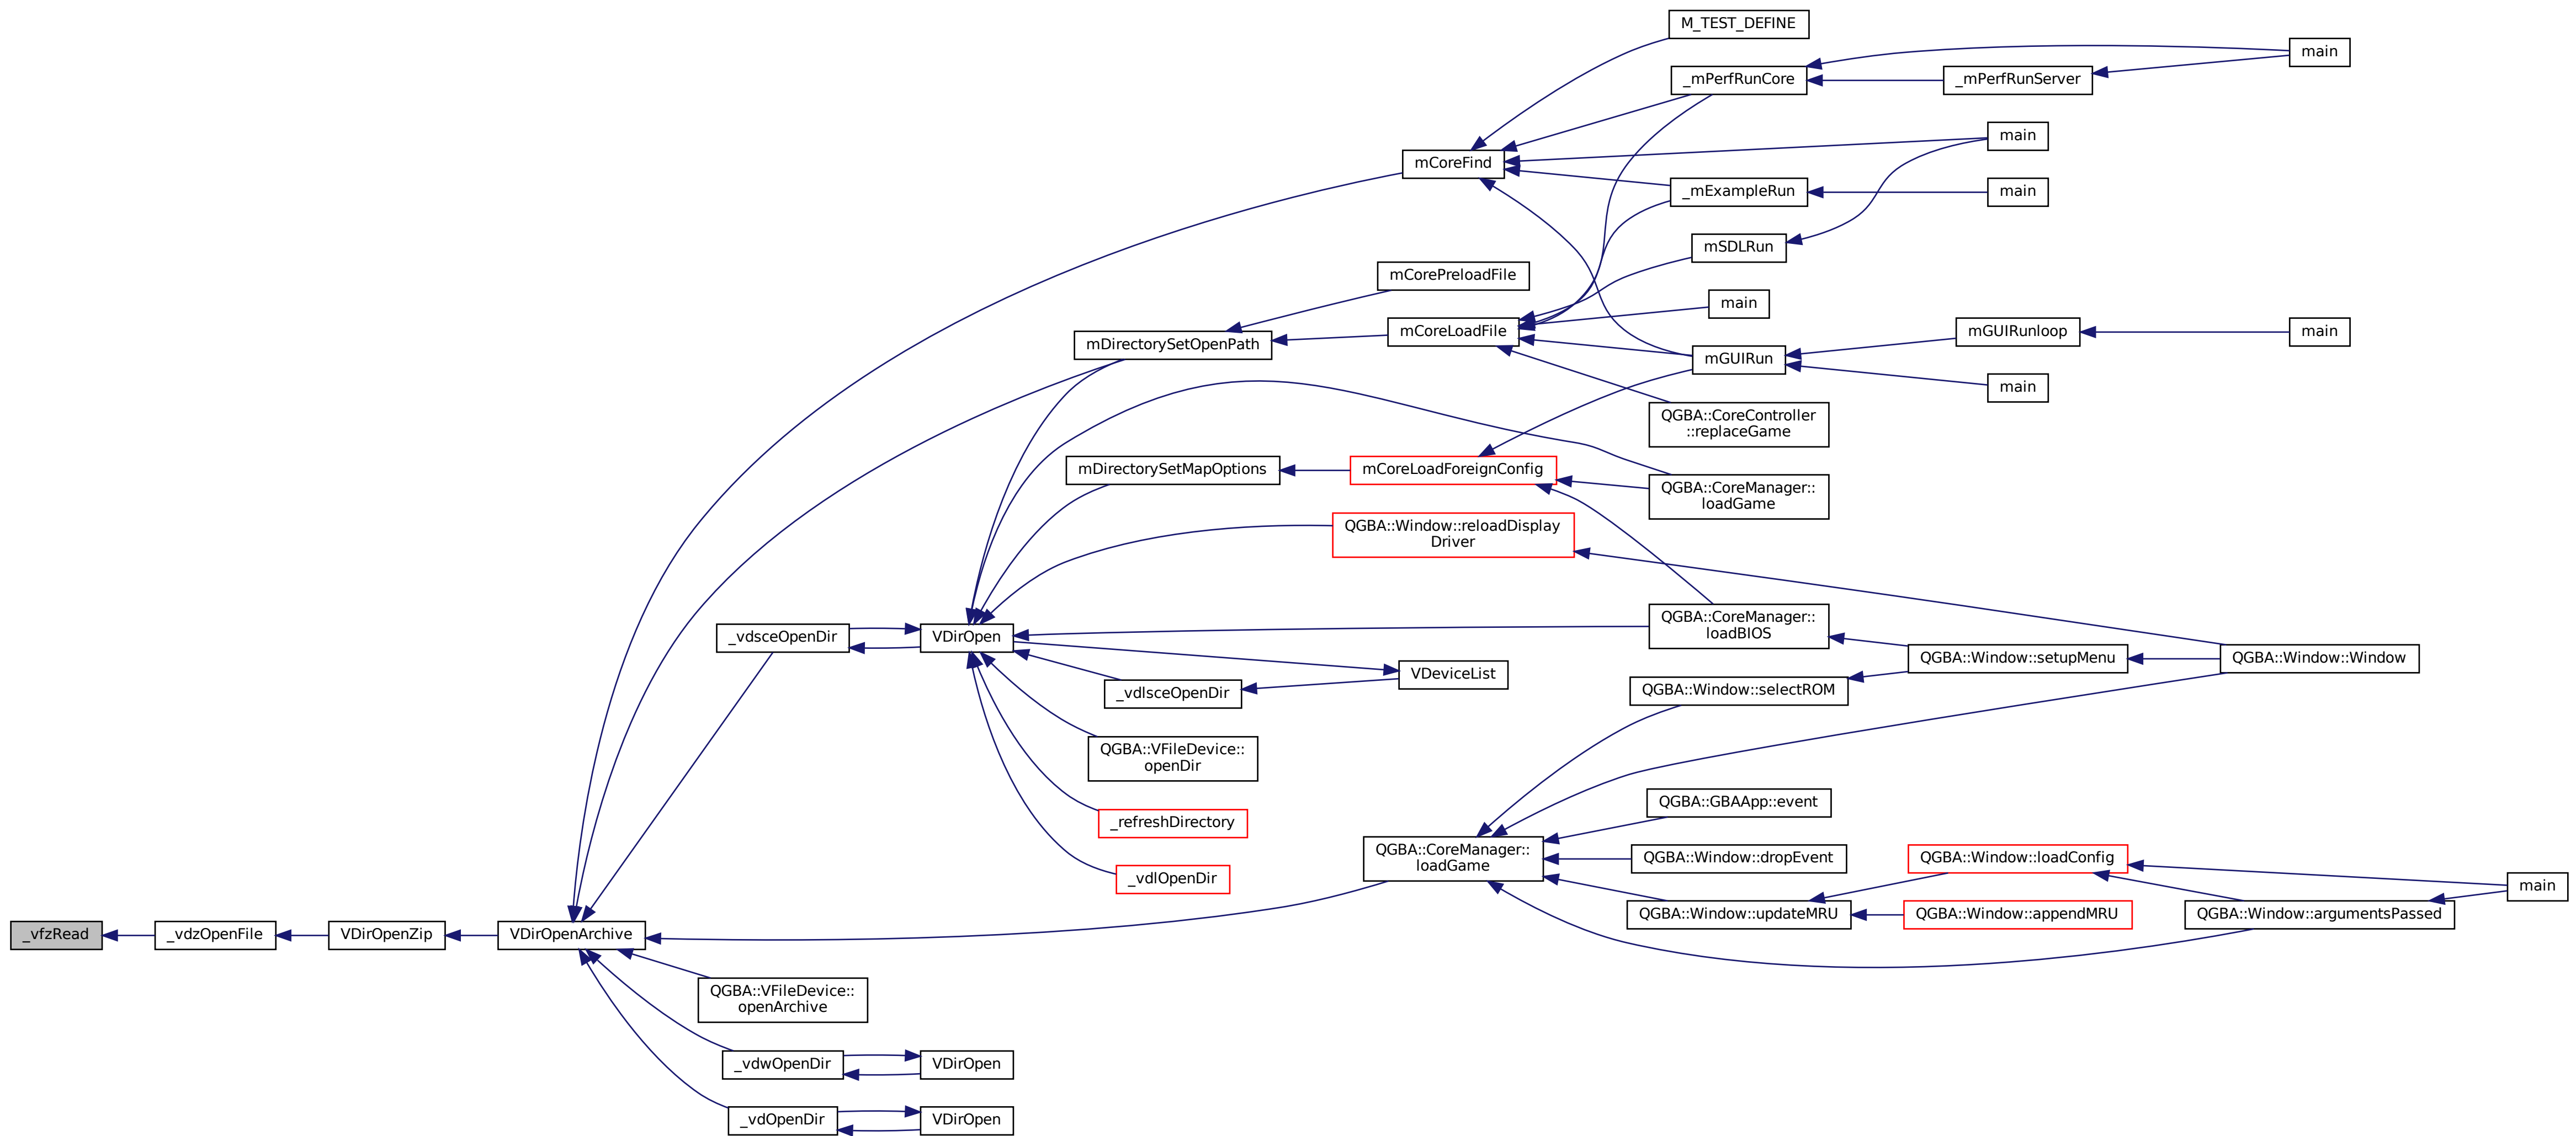 M_TEST_DEFINE
main
_mPerfRunCore
_mPerfRunServer
main
mCoreFind
_mExampleRun
main
mSDLRun
mCorePreloadFile
main
mCoreLoadFile
mGUIRunloop
main
mDirectorySetOpenPath
mGUIRun
main
QGBA::CoreController
::replaceGame
mDirectorySetMapOptions
mCoreLoadForeignConfig
QGBA::CoreManager::
loadGame
QGBA::Window::reloadDisplay
Driver
QGBA::CoreManager::
loadBIOS
_vdsceOpenDir
VDirOpen
QGBA::Window::setupMenu
QGBA::Window::Window
VDeviceList
_vdlsceOpenDir
QGBA::Window::selectROM
QGBA::VFileDevice::
openDir
QGBA::GBAApp::event
_refreshDirectory
QGBA::CoreManager::
loadGame
QGBA::Window::dropEvent
QGBA::Window::loadConfig
_vdlOpenDir
main
QGBA::Window::updateMRU
QGBA::Window::appendMRU
QGBA::Window::argumentsPassed
_vfzRead
_vdzOpenFile
VDirOpenZip
VDirOpenArchive
QGBA::VFileDevice::
openArchive
_vdwOpenDir
VDirOpen
_vdOpenDir
VDirOpen